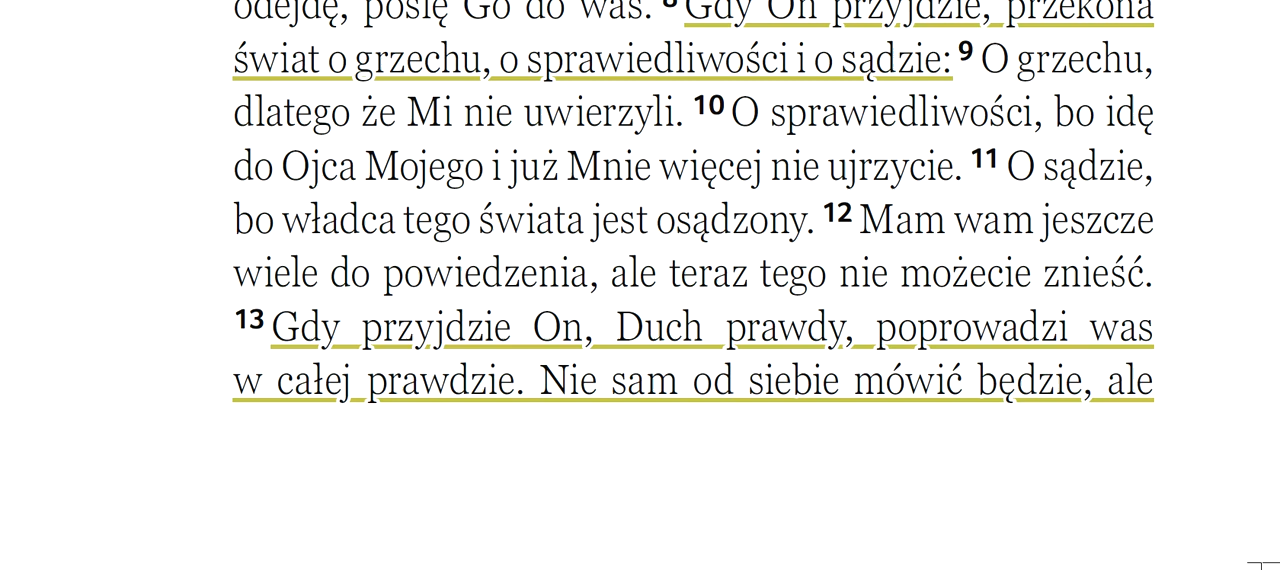 odejdę, poślę Go do was. 8 Gdy On przyjdzie, przekona
świat o grzechu, o sprawiedliwości i o sądzie: 9 O grzechu,
dlatego że Mi nie uwierzyli. 10 O sprawiedliwości, bo idę
do Ojca Mojego i już Mnie więcej nie ujrzycie. 11 O sądzie,
bo władca tego świata jest osądzony. 12 Mam wam jeszcze
wiele do powiedzenia, ale teraz tego nie możecie znieść.
13 Gdy przyjdzie On, Duch prawdy, poprowadzi was
w całej prawdzie. Nie sam od siebie mówić będzie, ale